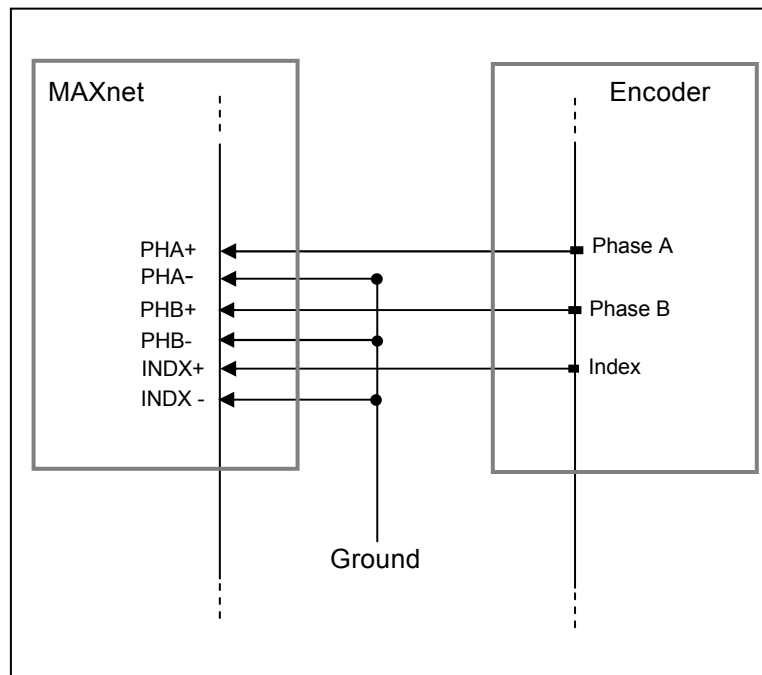 MAXnet
Encoder
PHA+
Phase A
PHA-
PHB+
Phase B
PHB-
INDX+
Index
INDX -
Ground